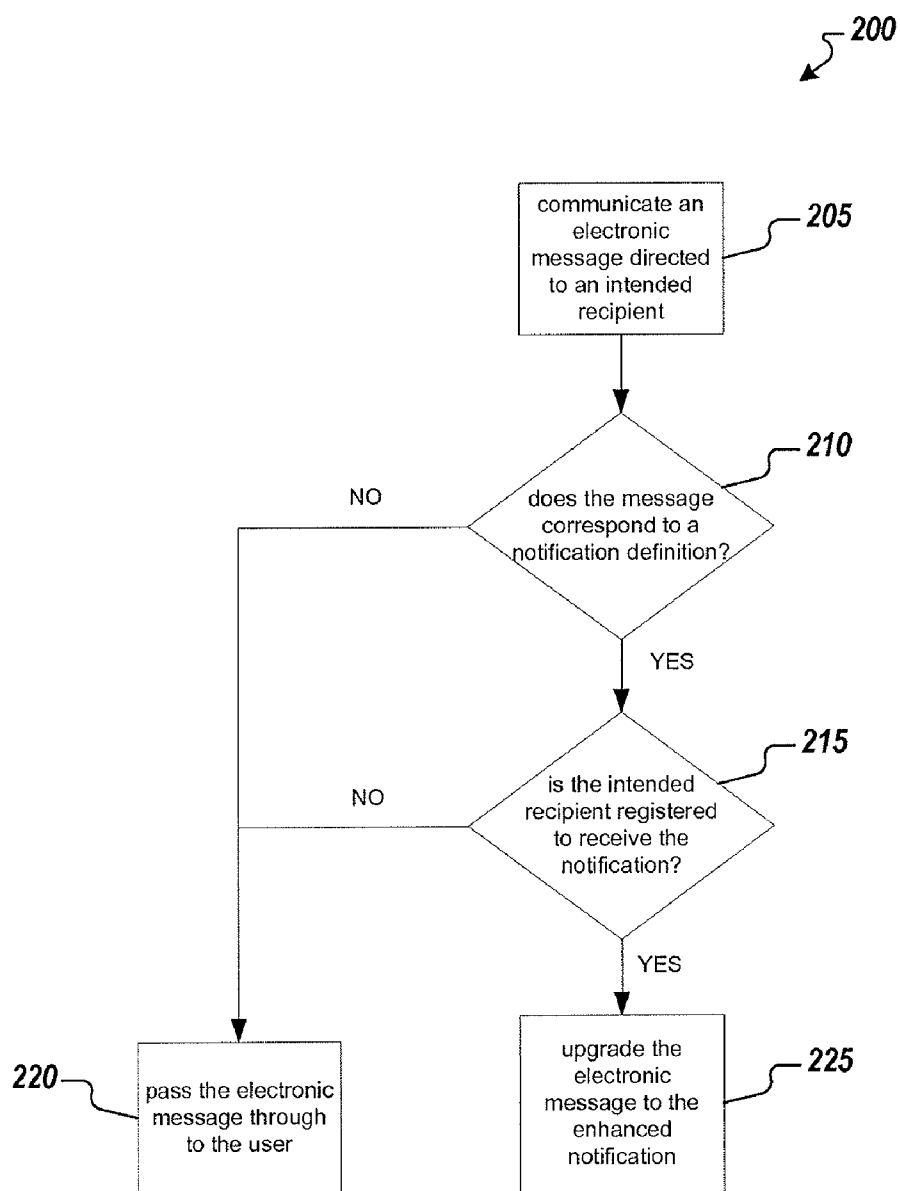 200
communicate an
electronic
message directed
to an intended
recipient
205
210
does the message
correspond to a
notification definition?
NO
YES
215
is the intended
recipient registered
to receive the
notification?
NO
YES
220
pass the electronic
message through
to the user
upgrade the
electronic
message to the
enhanced
notification
225